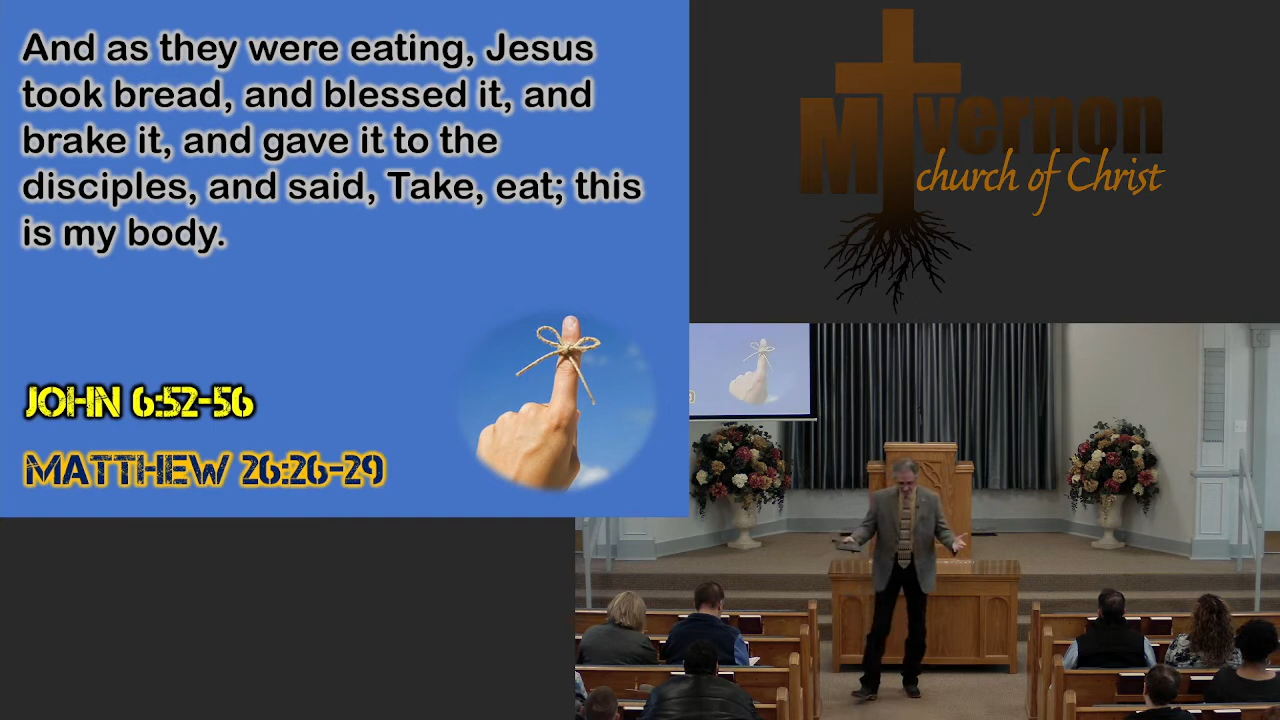 And as they were eating, Jesus
took bread, and blessed it, and
brake it, and gave it to the
disciples, and said, Take, eat; this
is my body.
JOHN 6:52-56
MATTHEW 26:26-29
Mt vernon
church of Christ